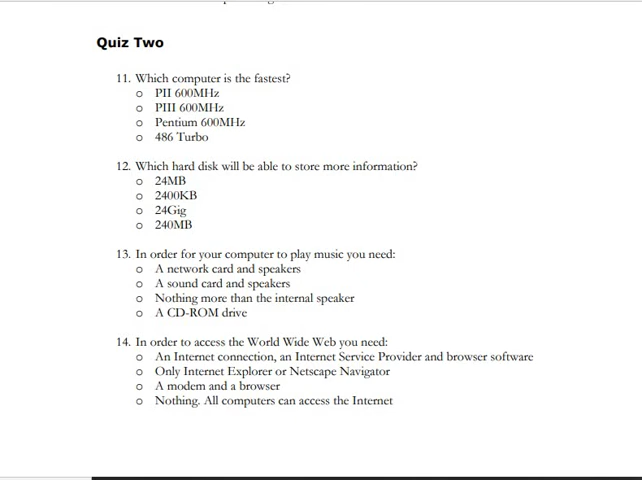 Quiz Two
11. Which computer is the fastest?
o PII 600MHz
o PIII 600MHz
o Pentium 600MHz
o 486 Turbo
12. Which hard disk will be able to store more information?
o 24MB
o 2400KB
o 24Gig
o 240MB
13. In order for your computer to play music you need:
o A network card and speakers
o A sound card and speakers
o Nothing more than the internal speaker
o A CD-ROM drive
14. In order to access the World Wide Web you need:
o An Internet connection, an Internet Service Provider and browser software
o Only Internet Explorer or Netscape Navigator
o A modem and a browser
o Nothing. All computers can access the Internet